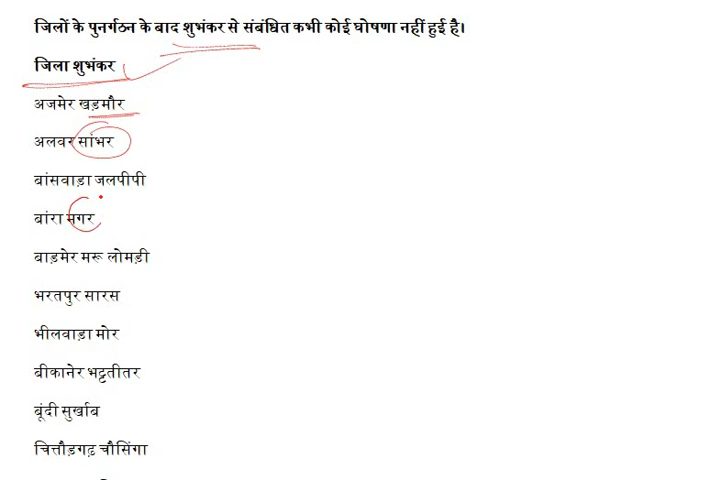 जिलों के पुनर्गठन के बाद शुभंकर से संबंधित कभी कोई घोषणा नहीं हुई है।
जिला शुभंकर
अजमेर खड़मौर
अलवर सांभर
बांसवाड़ा जलपीपी
बांरा मगर
बाड़मेर मरू लोमड़ी
भरतपुर सारस
भीलवाड़ा मोर
बीकानेर भट्टतीतर
बूंदी सुर्खाब
चित्तौड़गढ़ चौसिंगा